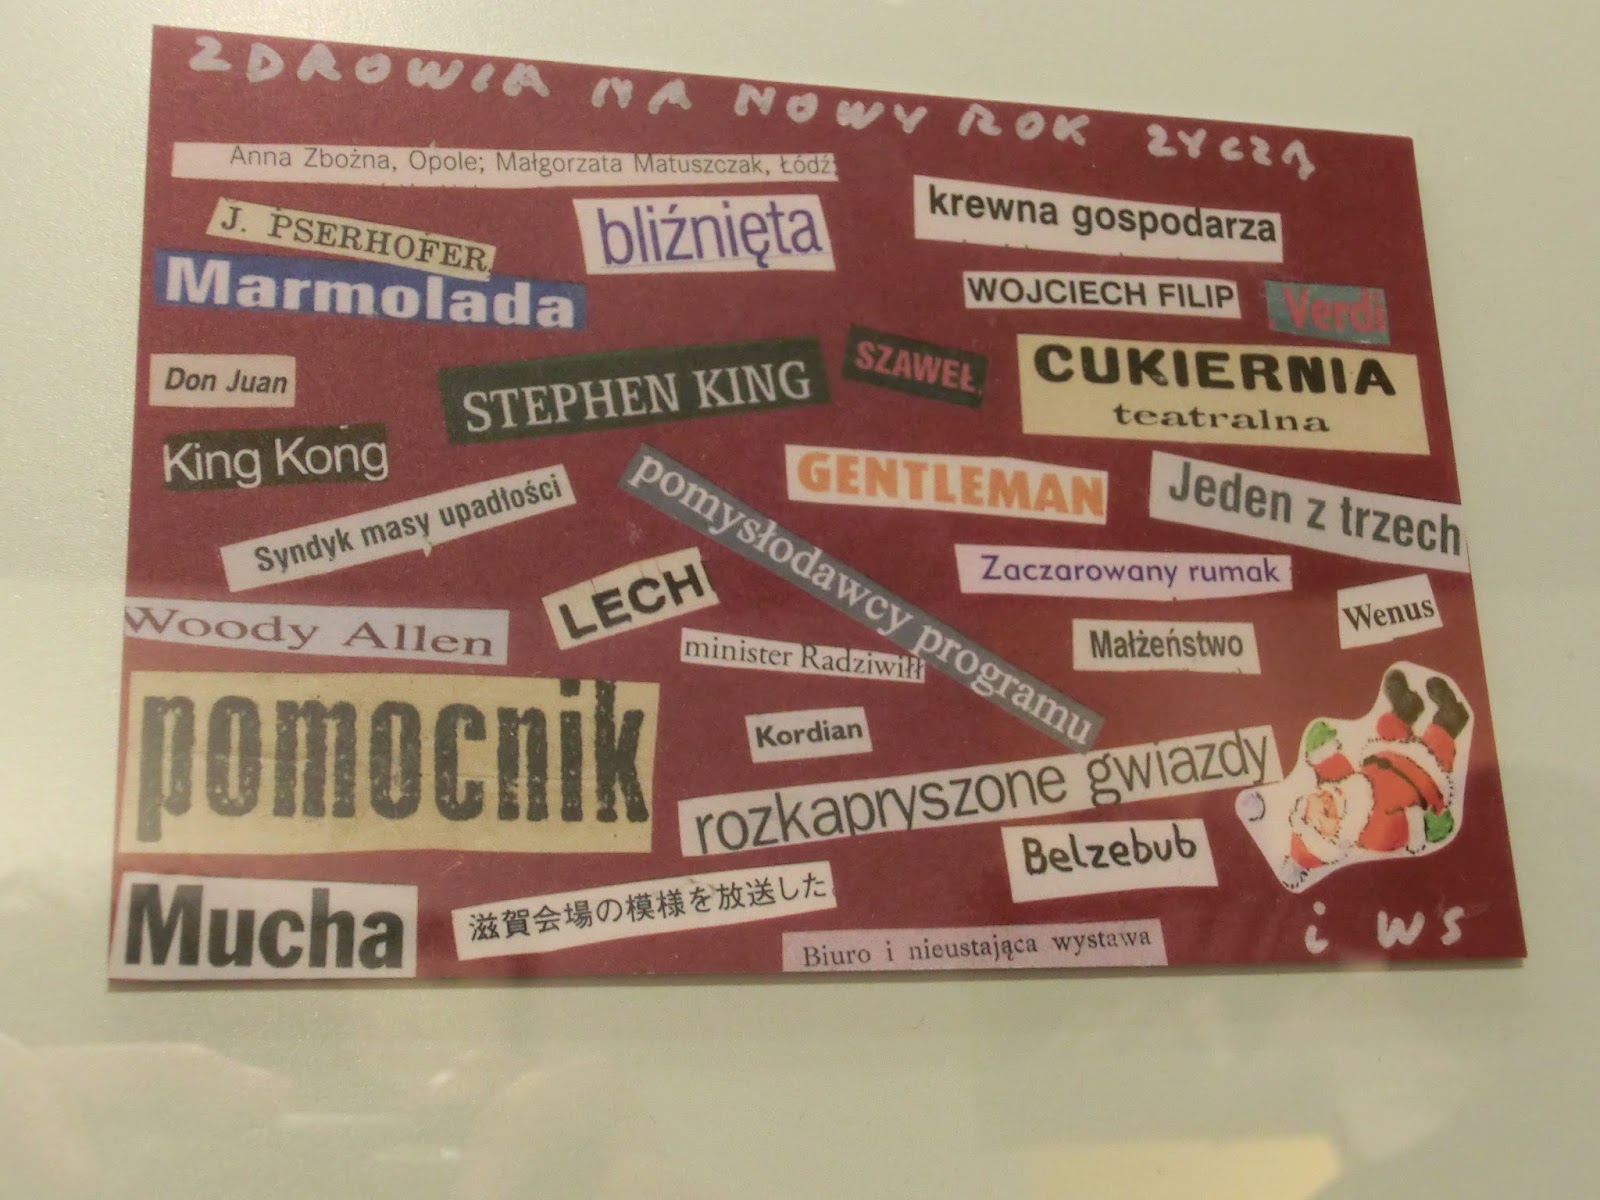 ZDROWIA NA NOWY ROK ŻYCZĄ
Anna Zbożna, Opole; Małgorzata Matuszczak, Łódź;
J. PSERHOFER
bliźnięta
krewna gospodarza
Marmolada
WOJCIECH FILIP
Verdi
Don Juan
STEPHEN KING
SZAWEŁ
CUKIERNIA
teatralna
King Kong
GENTLEMAN
Jeden z trzech
Syndyk masy upadłości
pomysłodawcy programu
Zaczarowany rumak
LECH
Wenus
Woody Allen
minister Radziwiłł
Małżeństwo
pomocnik
Kordian
rozkapryszone gwiazdy
Belzebub
Mucha
滋賀会場の模様を放送した
Biuro i nieustająca wystawa
i WS